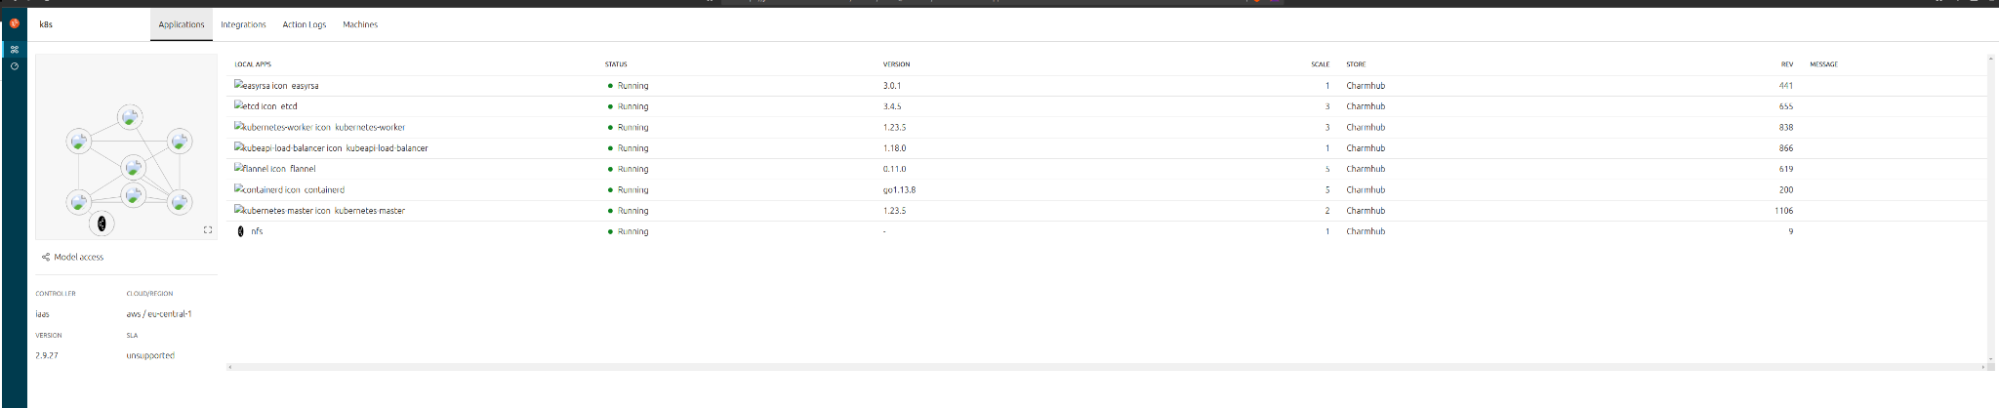 k8s Applications Integrations Action Logs Machines
LOCAL APPS STATUS VERSION SCALE STORE REV MESSAGE
easyrsa icon easyrsa Running 3.0.1 1 Charmhub 441
etcd icon etcd Running 3.4.5 3 Charmhub 655
kubernetes-worker icon kubernetes-worker Running 1.23.5 3 Charmhub 838
kubeapi-load-balancer icon kubeapi-load-balancer Running 1.18.0 1 Charmhub 866
flannel icon flannel Running 0.11.0 5 Charmhub 619
containerd icon containerd Running go1.13.8 5 Charmhub 200
kubernetes-master icon kubernetes-master Running 1.23.5 2 Charmhub 1106
nfs Running - 1 Charmhub 9
Model access
CONTROLLER CLOUD/REGION
iaas aws / eu-central-1
VERSION SLA
2.9.27 unsupported